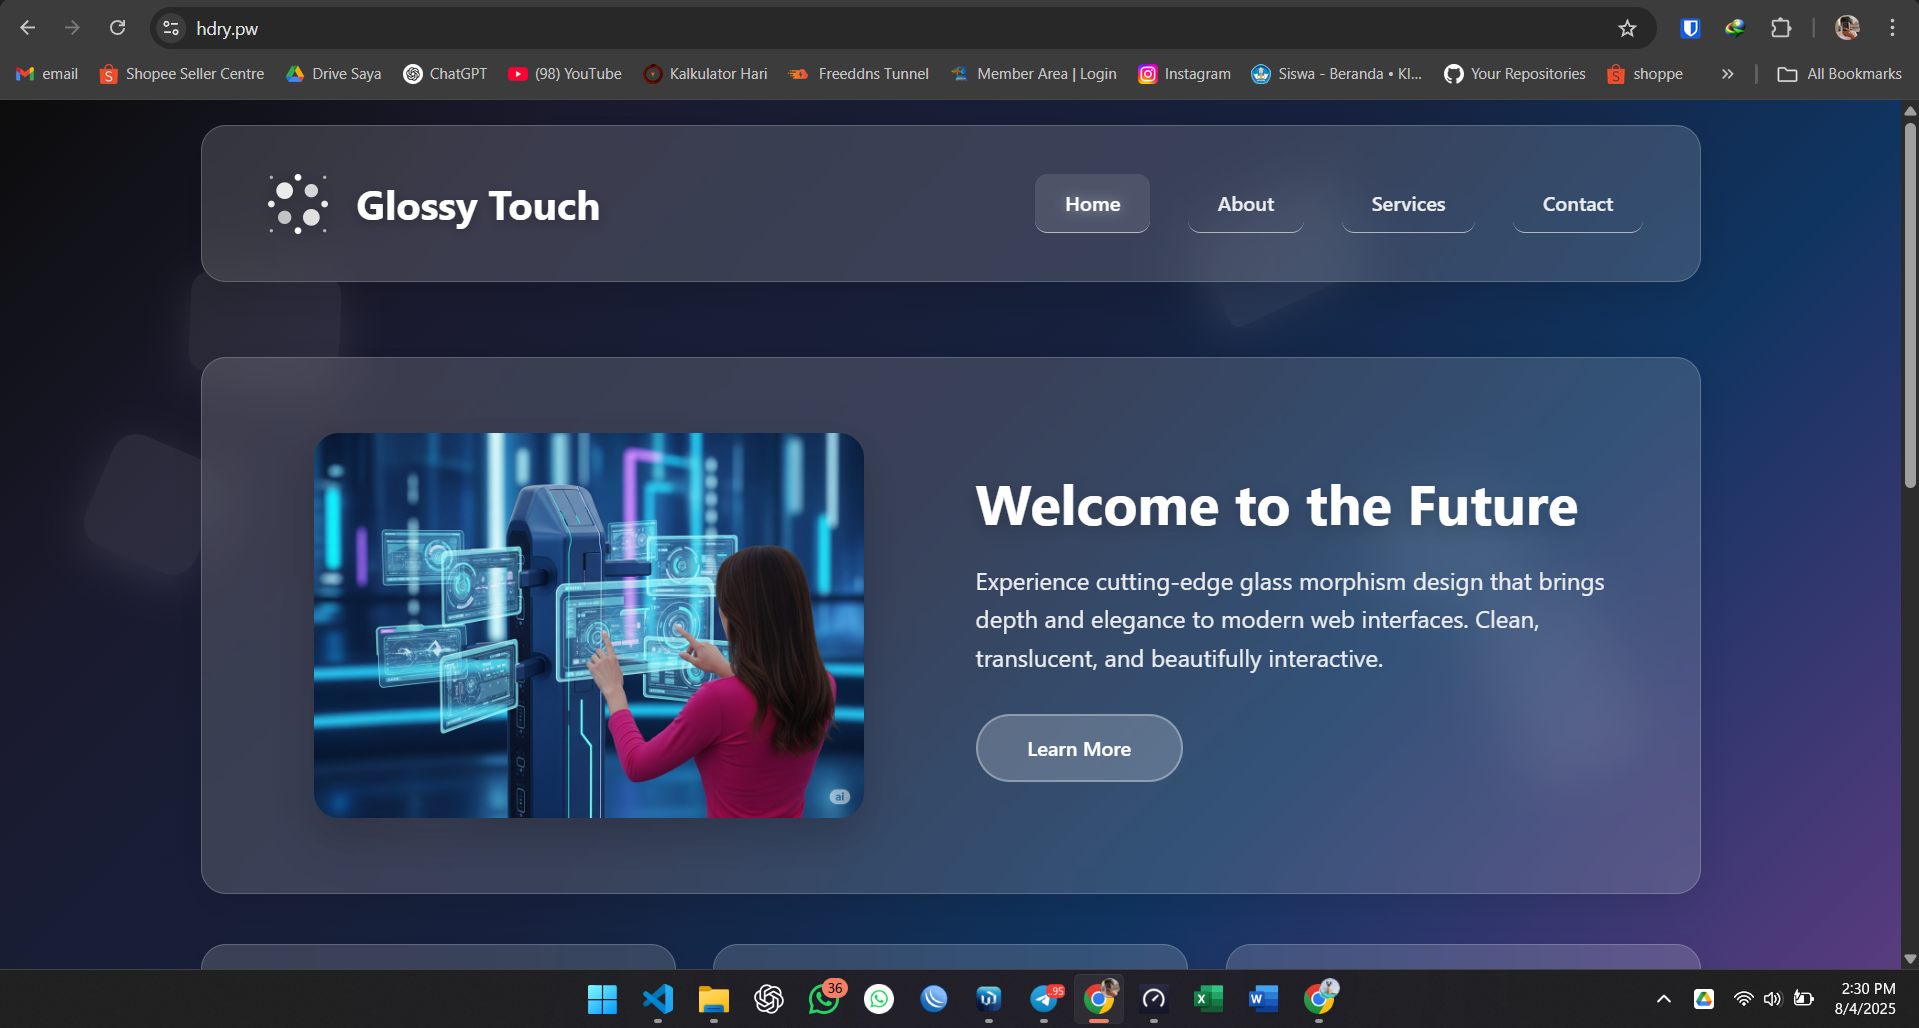 hdry.pw
email
Shopee Seller Centre
Drive Saya
ChatGPT
(98) YouTube
Kalkulator Hari
Freeddns Tunnel
Member Area | Login
Instagram
Siswa - Beranda • Kl...
Your Repositories
shoppe
All Bookmarks
Glossy Touch
Home
About
Services
Contact
ai
Welcome to the Future
Experience cutting-edge glass morphism design that brings
depth and elegance to modern web interfaces. Clean,
translucent, and beautifully interactive.
Learn More
36
..95
2:30 PM
8/4/2025